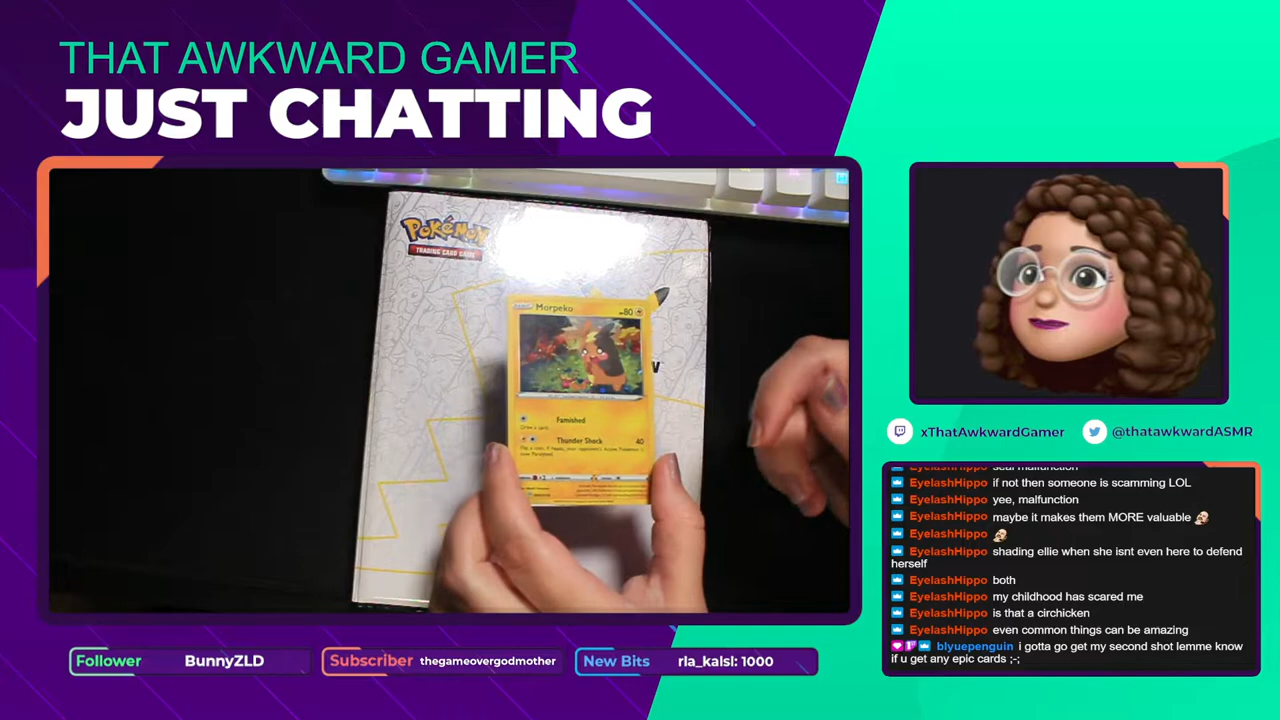 THAT AWKWARD GAMER
JUST CHATTING
Pokémon
TRADING CARD GAME
Morpeko
HP80
Famished
Draw a card.
Thunder Shock 40
xThatAwkwardGamer
@thatawkwardASMR
EyelashHippo if not then someone is scamming LOL
EyelashHippo yee, malfunction
EyelashHippo maybe it makes them MORE valuable
EyelashHippo
EyelashHippo shading ellie when she isnt even here to defend
herself
EyelashHippo both
EyelashHippo my childhood has scared me
EyelashHippo is that a circhicken
EyelashHippo even common things can be amazing
blyuepenguin i gotta go get my second shot lemme know
if u get any epic cards ;-;
Follower BunnyZLD
Subscriber thegameovergodmother
New Bits rla_kalsl: 1000